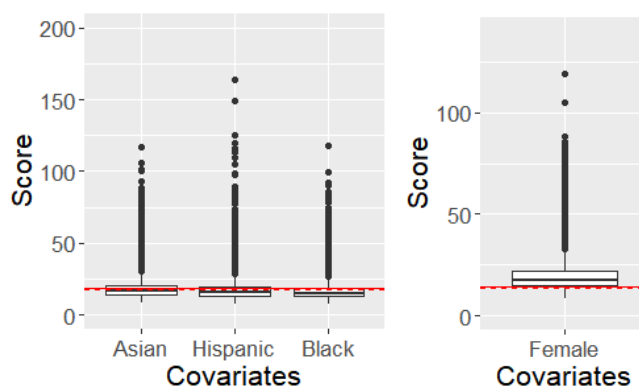 200
150
100
50
0
Score
Asian Hispanic Black
Covariates
100
50
0
Score
Female
Covariates